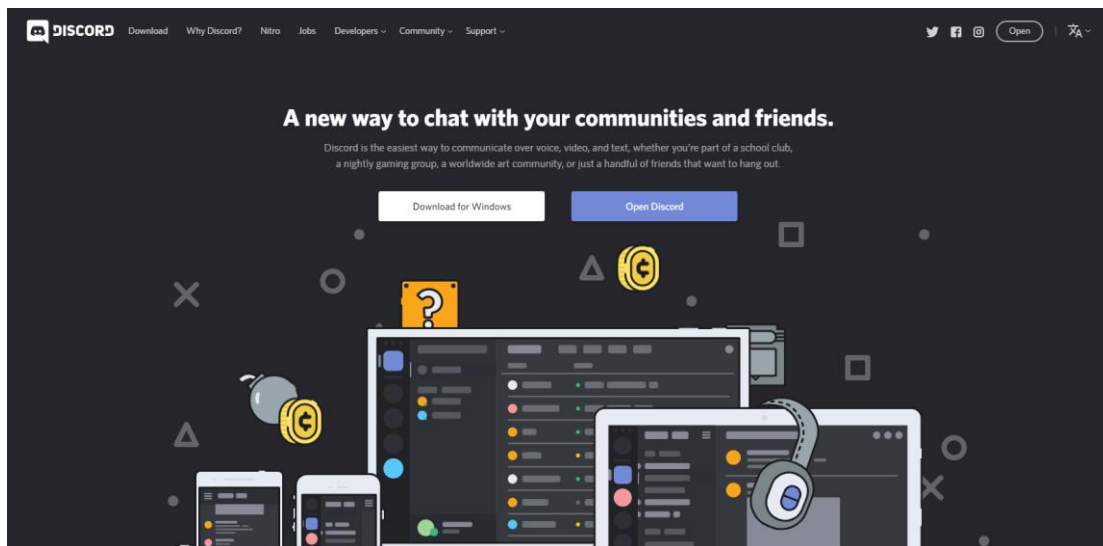 DISCORD Download Why Discord? Nitro Jobs Developers Community Support Open
A new way to chat with your communities and friends.
Discord is the easiest way to communicate over voice, video, and text, whether you're part of a school club,
a nightly gaming group, a worldwide art community, or just a handful of friends that want to hang out.
Download for Windows Open Discord